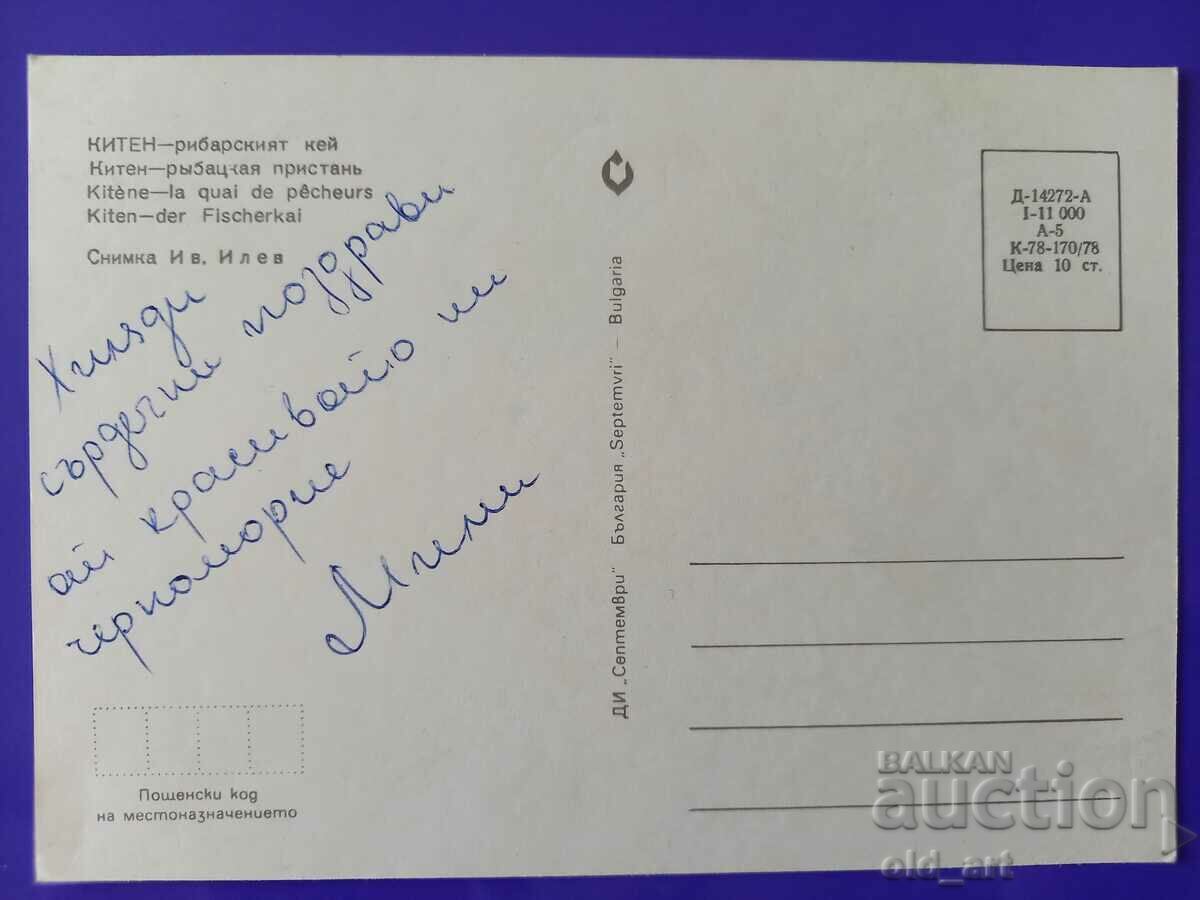 КИТЕН—рибарският кей
Китен—рыбацкая пристань
Kitène—la quai de pêcheurs
Kiten—der Fischerkai
Снимка Ив. Илев
Хиляди
сърдечни поздрави
от красивото ни
черноморие
Мини
Пощенски код
на местоназначението
ДИ „Септември" България „Septemvri" — Bulgaria
Д-14272-А
I-11 000
А-5
К-78-170/78
Цена 10 ст.
BALKAN
auction
old_art